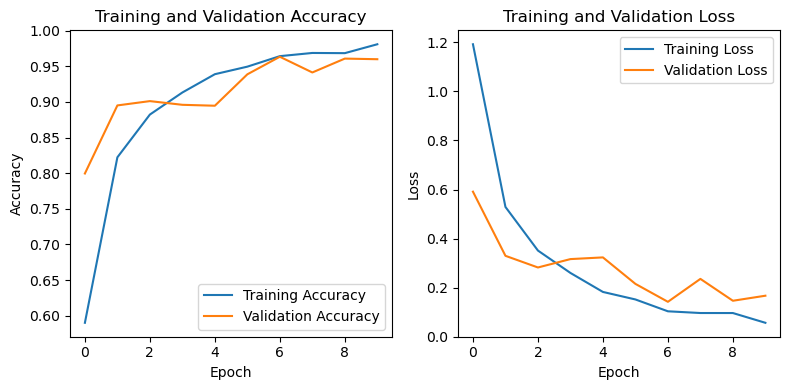 Training and Validation Accuracy
1.00
0.95
0.90
0.85
0.80
0.75
0.70
0.65
0.60
Accuracy
Training Accuracy
Validation Accuracy
0 2 4 6 8
Epoch
Training and Validation Loss
1.2
1.0
0.8
0.6
0.4
0.2
0.0
Loss
Training Loss
Validation Loss
0 2 4 6 8
Epoch